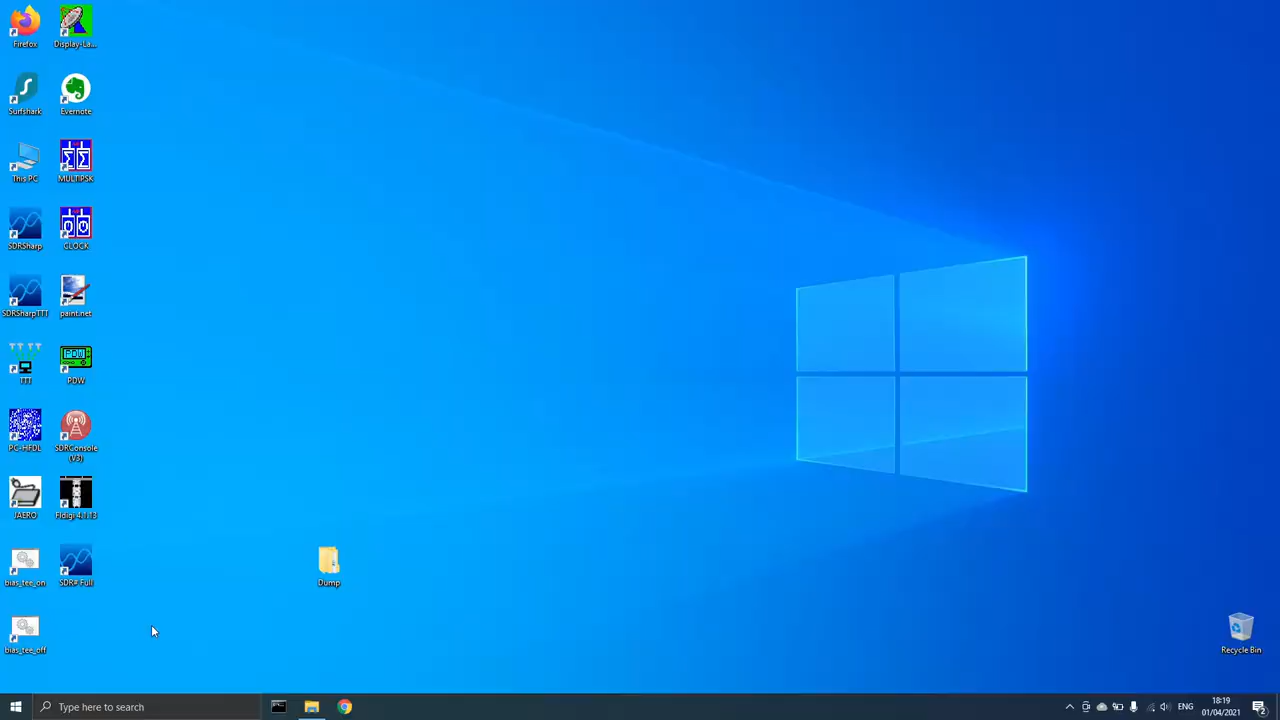 Firefox
Display-La...
Surfshark
Evernote
This PC
MULTIPSK
SDRSharp
CLOCK
SDRSharpTTT
paint.net
TTT
PDW
PDW
PC-HFDL
SDRConsole
(V3)
JAERO
Fldigi 4.1.13
bias_tee_on
SDR# Full
Dump
bias_tee_off
Recycle Bin
Type here to search
ENG
18:19
01/04/2021
2